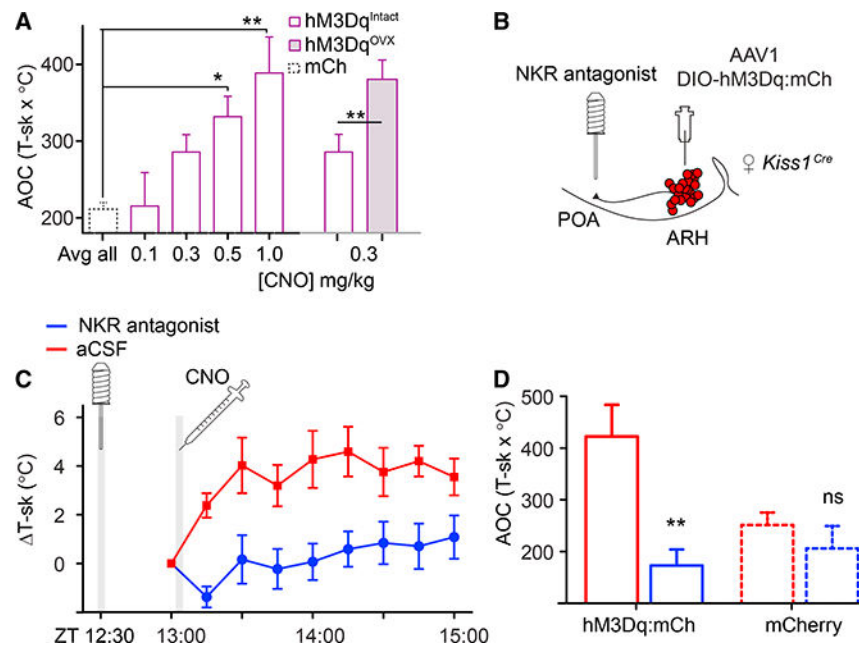 A
AOC (T-sk x °C)
400
300
200
**
*
**
hM3Dq^Intact
hM3Dq^OVX
mCh
Avg all 0.1 0.3 0.5 1.0 0.3
[CNO] mg/kg
B
NKR antagonist
AAV1
DIO-hM3Dq:mCh
♀ Kiss1^Cre
POA
ARH
NKR antagonist
aCSF
C
CNO
ΔT-sk (°C)
6
4
2
0
ZT 12:30 13:00 14:00 15:00
D
AOC (T-sk x °C)
500
400
300
200
**
ns
hM3Dq:mCh mCherry